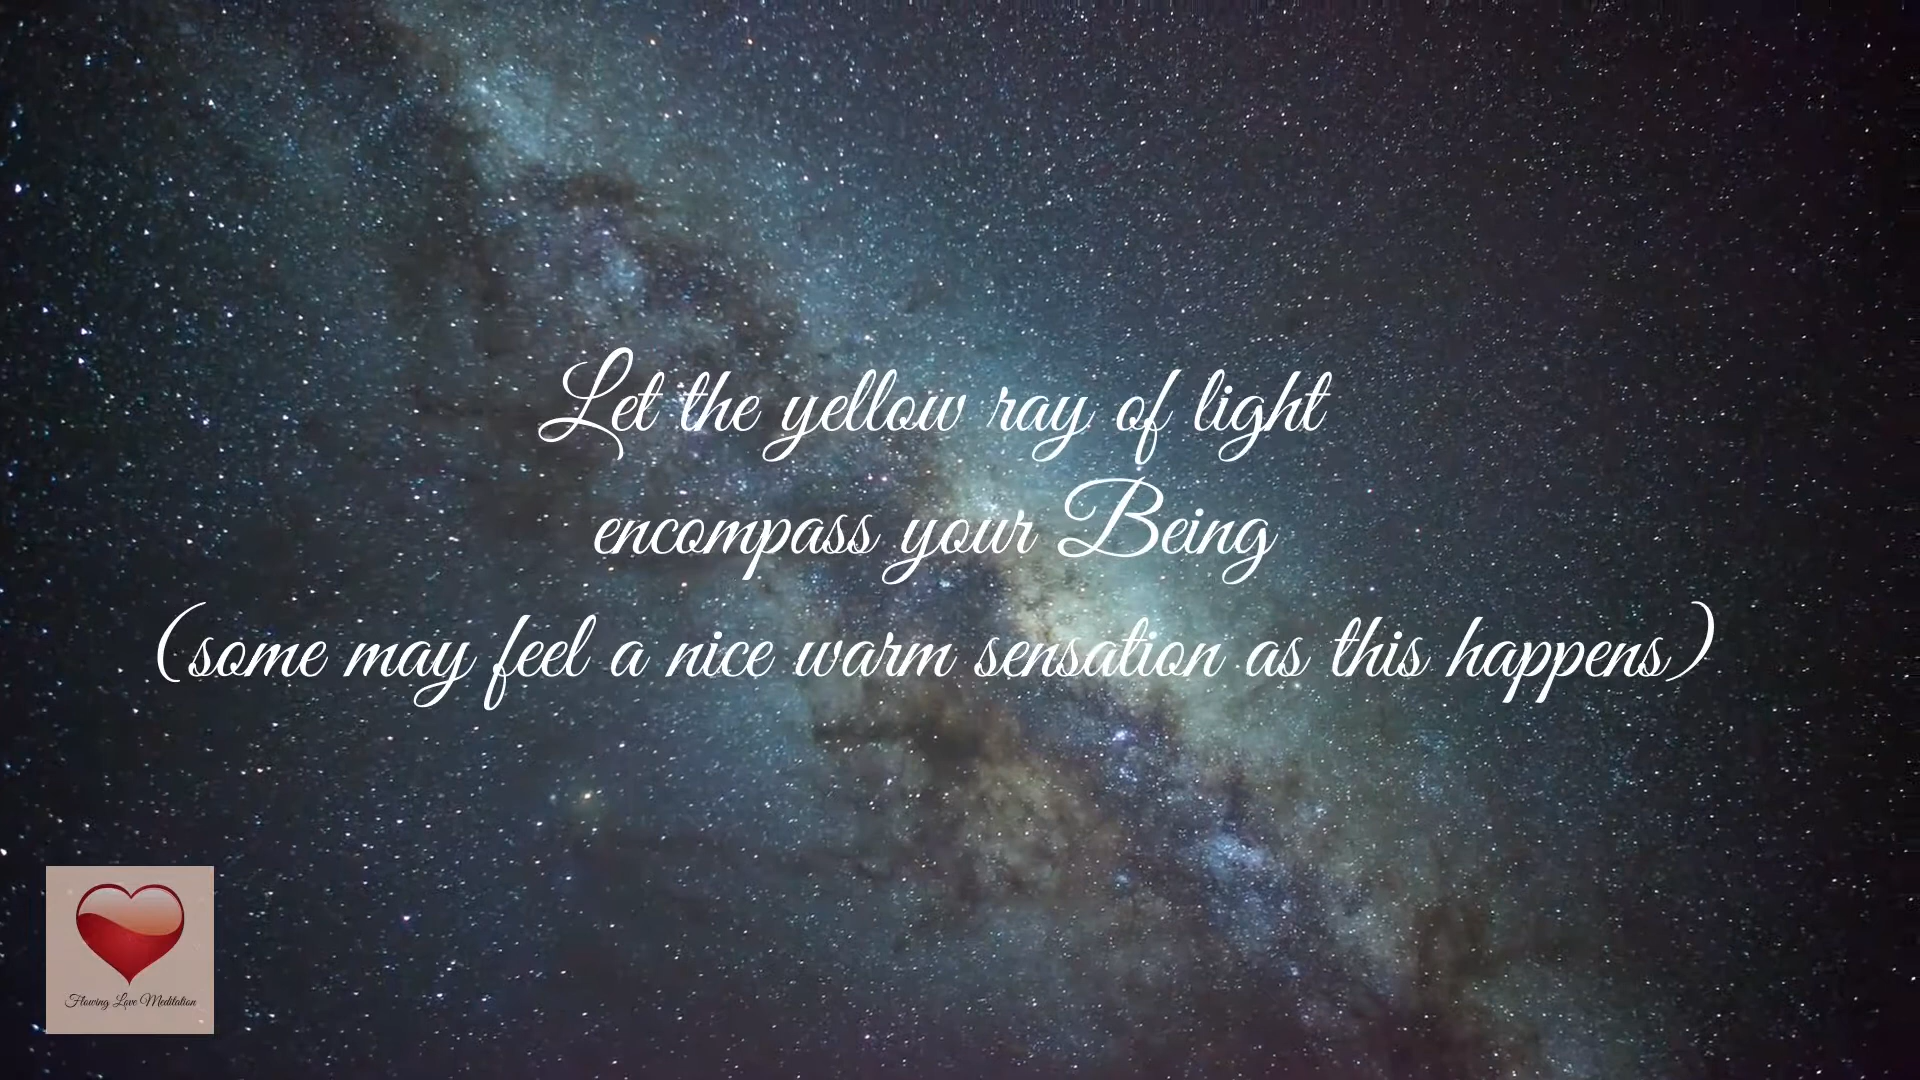 Let the yellow ray of light
encompass your Being
(some may feel a nice warm sensation as this happens)
Flowing Love Meditation